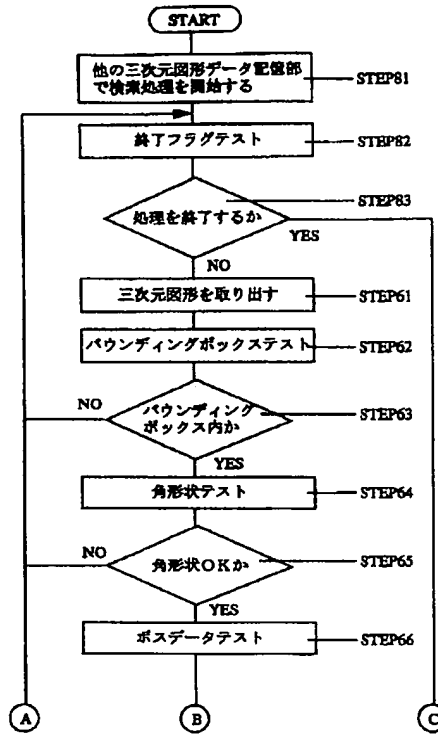 START
他の三次元図形データ記憶部
で検索処理を開始する
STEP81
終了フラグテスト
STEP82
STEP83
処理を終了するか
YES
NO
三次元図形を取り出す
STEP61
バウンディングボックステスト
STEP62
NO
バウンディング
ボックス内か
STEP63
YES
角形状テスト
STEP64
NO
角形状OKか
STEP65
YES
ボスデータテスト
STEP66
A
B
C